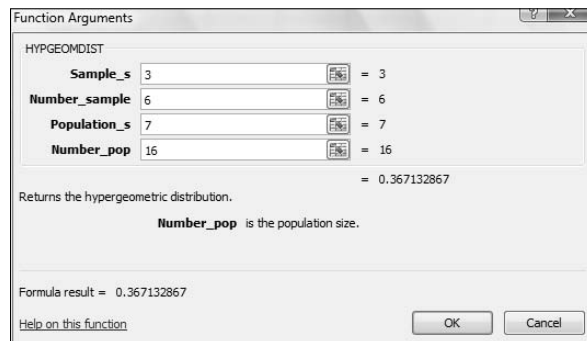 Function Arguments
HYPGEOMDIST
Sample_s 3 = 3
Number_sample 6 = 6
Population_s 7 = 7
Number_pop 16 = 16
= 0.367132867
Returns the hypergeometric distribution.
Number_pop is the population size.
Formula result = 0.367132867
Help on this function OK Cancel